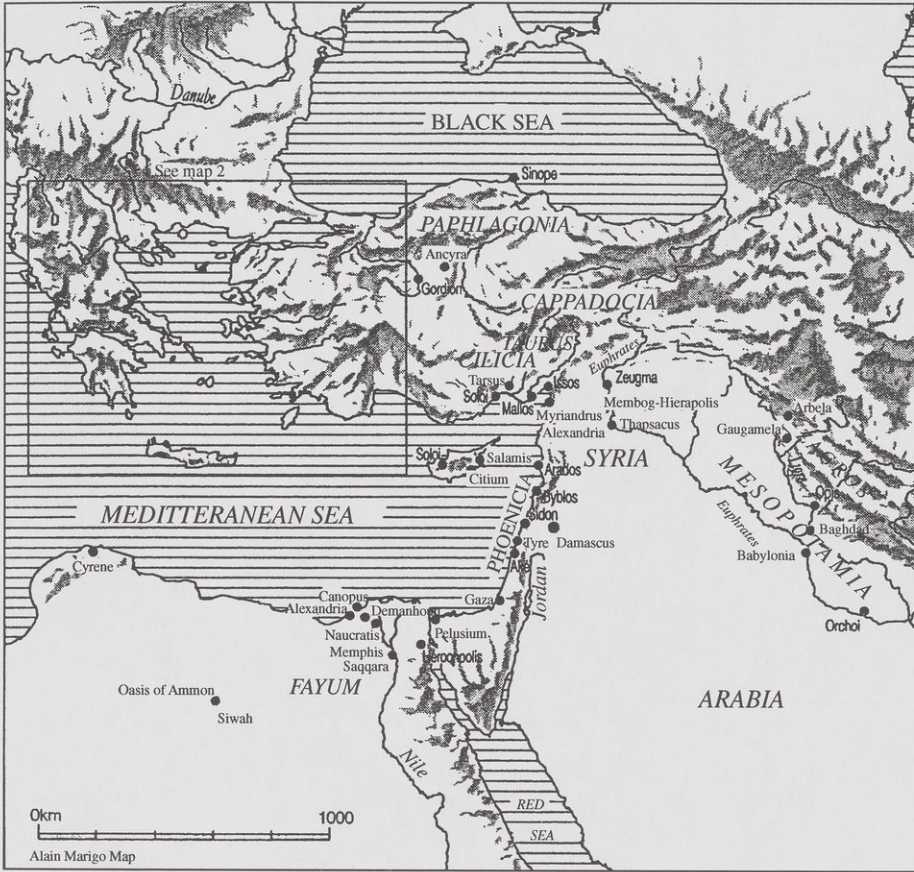 Danube
BLACK SEA
See map 2
Sinope
PAPHLAGONIA
Ancyra
Gordion
CAPPADOCIA
TAURUS
ILICIA
Euphrates
Tarsus
Issos
Zeugma
Soloi
Mallos
Membog-Hierapolis
Myriandrus
Arbela
Alexandria
Thapsacus
Gaugamela
ZAGROS
Soloi
Salamis
SYRIA
Arados
Citium
MESOPOTAMIA
Byblos
Opis
MEDITTERANEAN SEA
PHOENICIA
Sidon
Euphrates
Baghdad
Tyre
Damascus
Babylonia
Cyrene
Jordan
Canopus
Gaza
Alexandria
Orchoi
Naucratis
Pelusium
Memphis
Saqqara
FAYUM
Oasis of Ammon
Siwah
ARABIA
Nile
RED
SEA
0km 1000
Alain Marigo Map